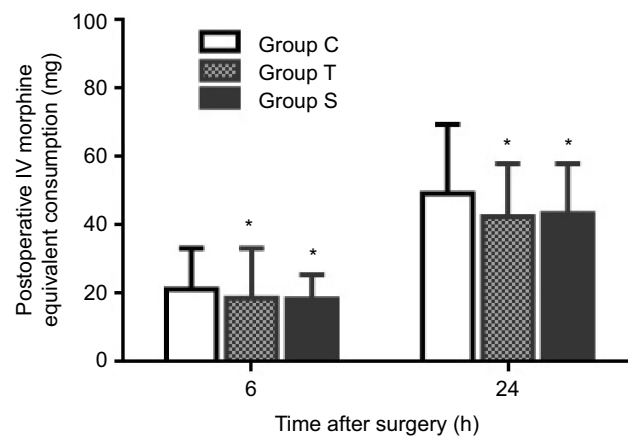 Postoperative IV morphine
equivalent consumption (mg)
100
80
60
40
20
0
Group C
Group T
Group S
* * * *
6 24
Time after surgery (h)